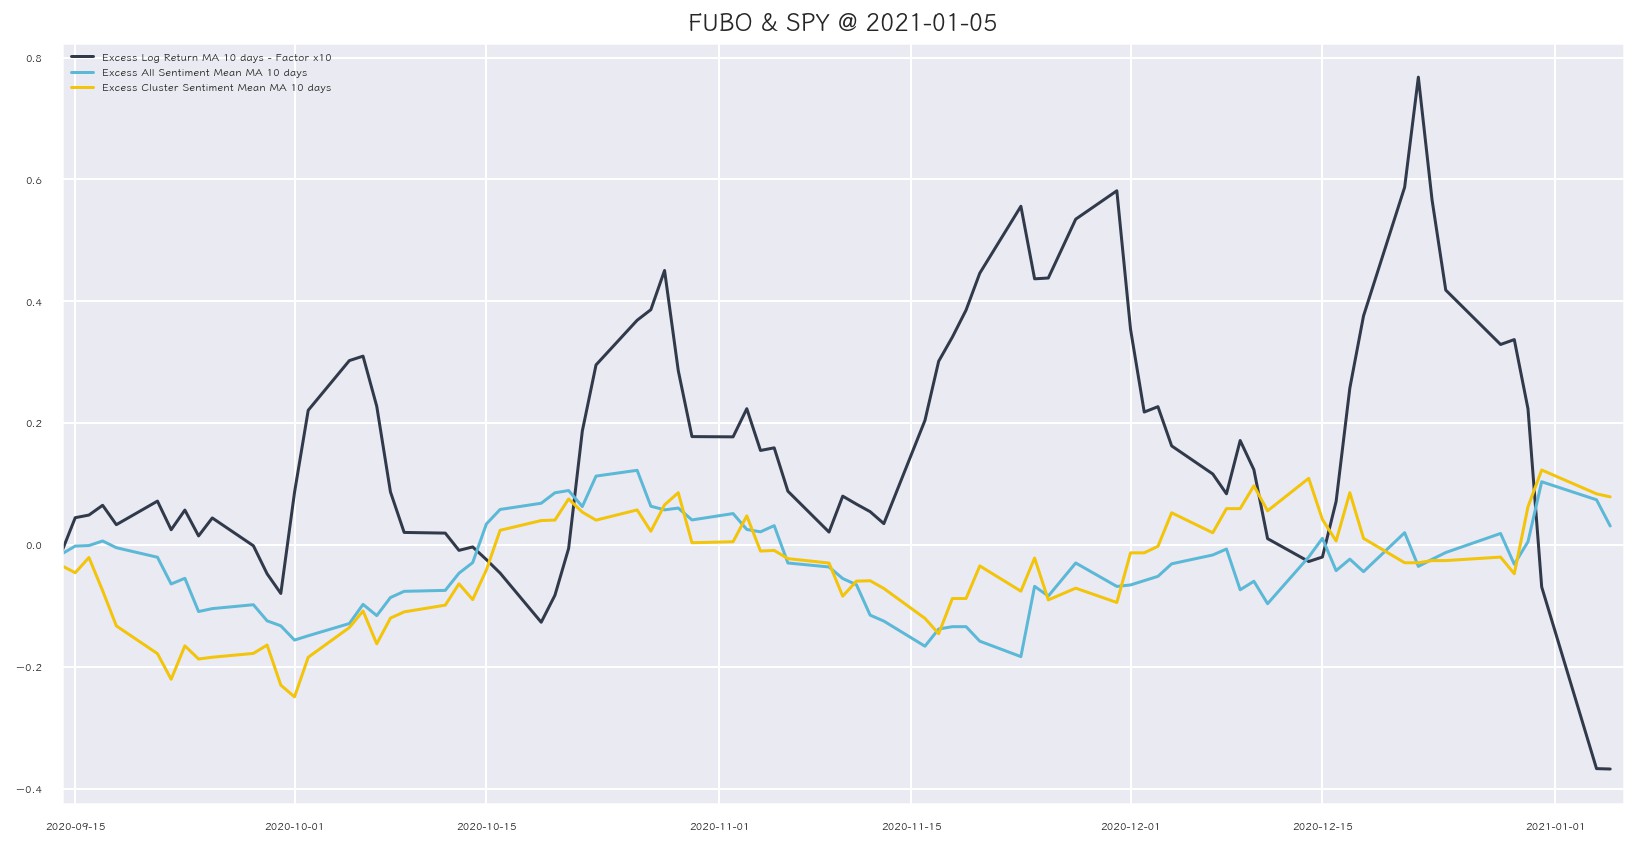 FUBO & SPY @ 2021-01-05
Excess Log Return MA 10 days - Factor x10
Excess All Sentiment Mean MA 10 days
Excess Cluster Sentiment Mean MA 10 days
0.8
0.6
0.4
0.2
0.0
−0.2
−0.4
2020-09-15 2020-10-01 2020-10-15 2020-11-01 2020-11-15 2020-12-01 2020-12-15 2021-01-01